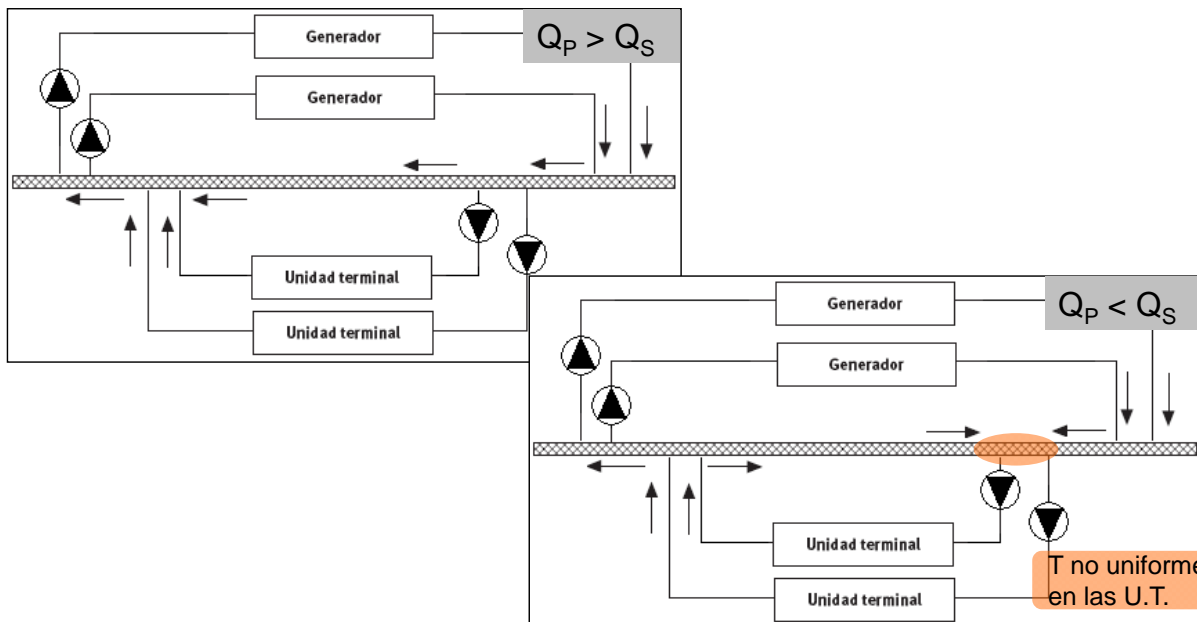 Generador
Q_P > Q_S
Generador
Unidad terminal
Unidad terminal
Generador
Q_P < Q_S
Generador
Unidad terminal
Unidad terminal
T no uniforme
en las U.T.